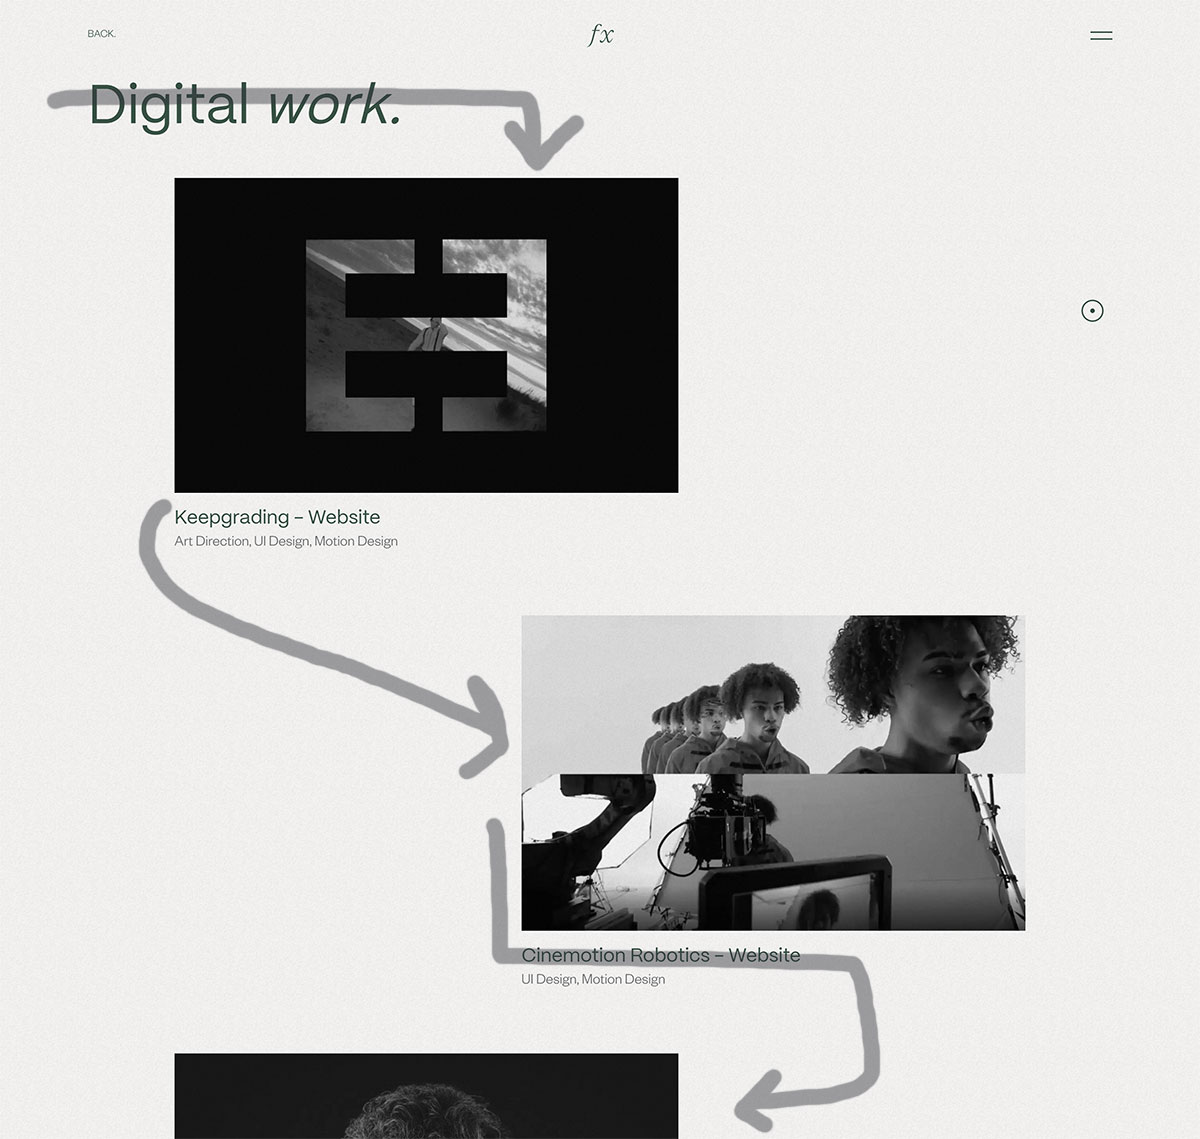 BACK.
fx
Digital work.
Keepgrading – Website
Art Direction, UI Design, Motion Design
Cinemotion Robotics – Website
UI Design, Motion Design